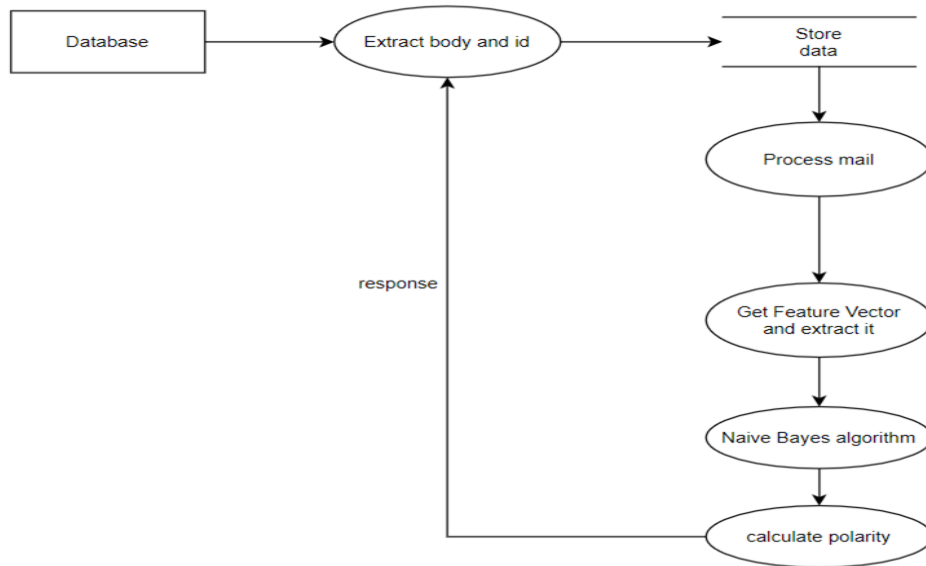 Database
Extract body and id
Store
data
Process mail
response
Get Feature Vector
and extract it
Naive Bayes algorithm
calculate polarity